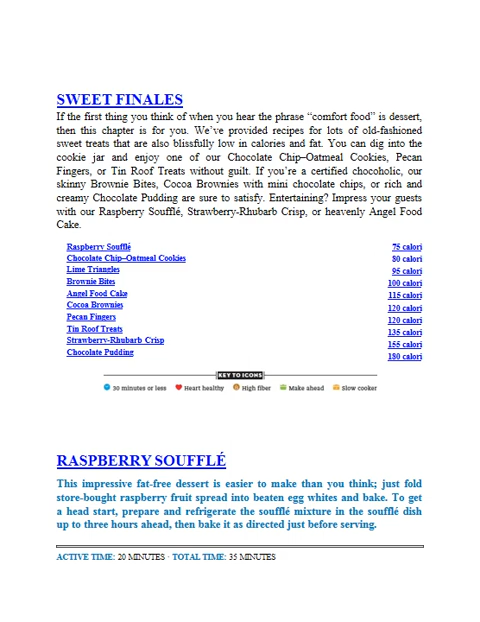 SWEET FINALES
If the first thing you think of when you hear the phrase “comfort food” is dessert,
then this chapter is for you. We’ve provided recipes for lots of old-fashioned
sweet treats that are also blissfully low in calories and fat. You can dig into the
cookie jar and enjoy one of our Chocolate Chip–Oatmeal Cookies, Pecan
Fingers, or Tin Roof Treats without guilt. If you’re a certified chocoholic, our
skinny Brownie Bites, Cocoa Brownies with mini chocolate chips, or rich and
creamy Chocolate Pudding are sure to satisfy. Entertaining? Impress your guests
with our Raspberry Soufflé, Strawberry-Rhubarb Crisp, or heavenly Angel Food
Cake.
Raspberry Soufflé 75 calori
Chocolate Chip–Oatmeal Cookies 80 calori
Lime Triangles 95 calori
Brownie Bites 100 calori
Angel Food Cake 115 calori
Cocoa Brownies 120 calori
Pecan Fingers 120 calori
Tin Roof Treats 135 calori
Strawberry-Rhubarb Crisp 155 calori
Chocolate Pudding 180 calori
KEY TO ICONS
30 minutes or less Heart healthy High fiber Make ahead Slow cooker
RASPBERRY SOUFFLÉ
This impressive fat-free dessert is easier to make than you think; just fold
store-bought raspberry fruit spread into beaten egg whites and bake. To get
a head start, prepare and refrigerate the soufflé mixture in the soufflé dish
up to three hours ahead, then bake it as directed just before serving.
ACTIVE TIME: 20 MINUTES · TOTAL TIME: 35 MINUTES